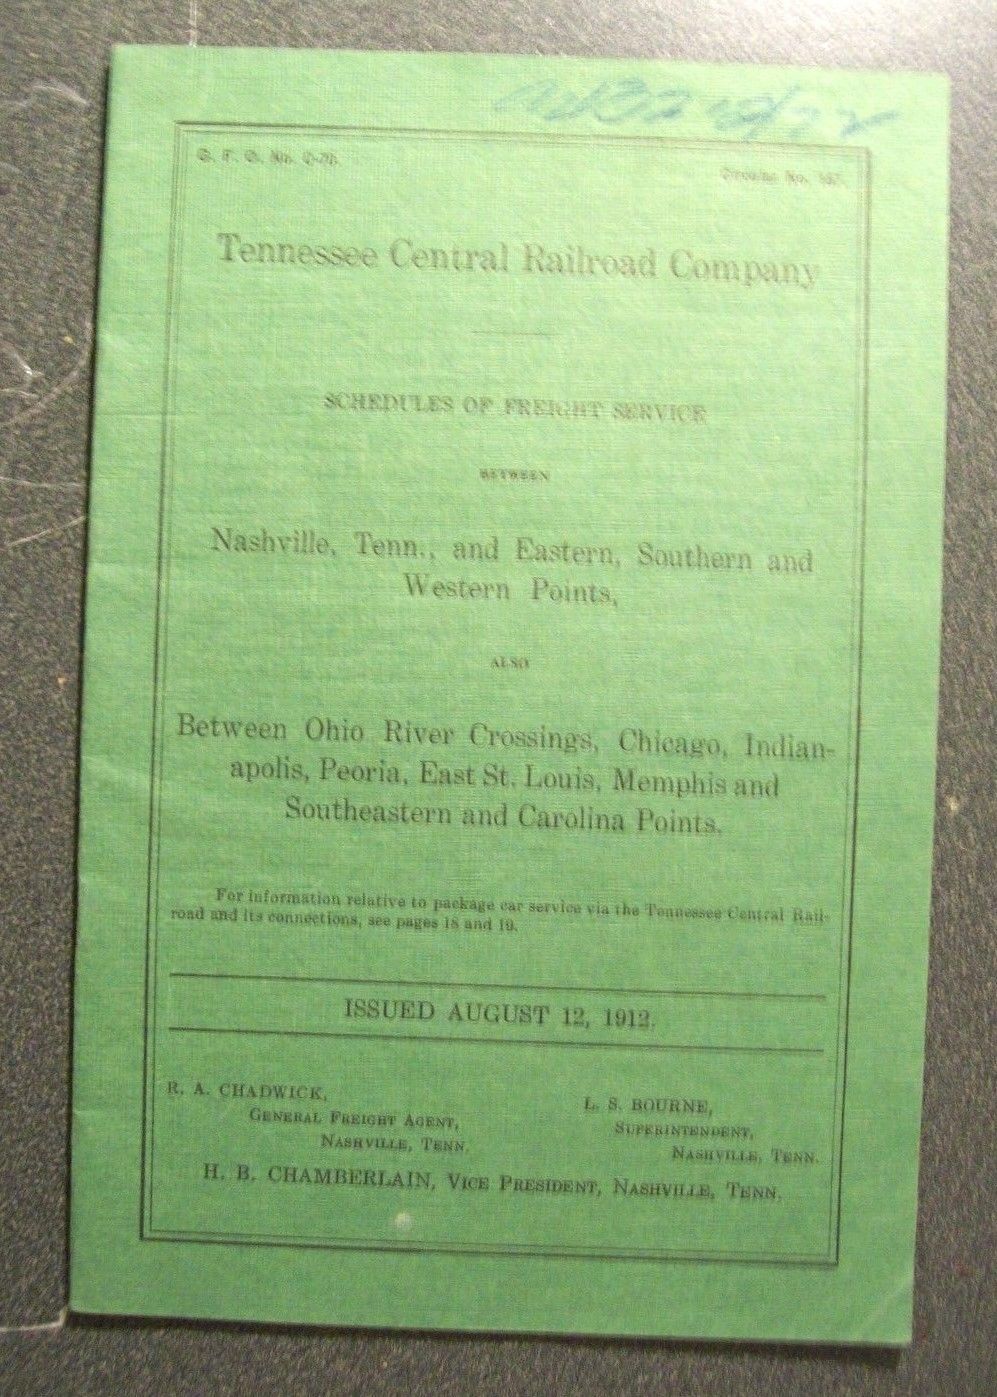 G. F. O. No.
Circular No.
Tennessee Central Railroad Company
SCHEDULES OF FREIGHT SERVICE
BETWEEN
Nashville, Tenn., and Eastern, Southern and
Western Points,
ALSO
Between Ohio River Crossings, Chicago, Indian-
apolis, Peoria, East St. Louis, Memphis and
Southeastern and Carolina Points.
For information relative to package car service via the Tennessee Central Rail-
road and its connections, see pages 18 and 19.
ISSUED AUGUST 12, 1912.
R. A. CHADWICK,
GENERAL FREIGHT AGENT,
NASHVILLE, TENN.
L. S. BOURNE,
SUPERINTENDENT,
NASHVILLE, TENN.
H. B. CHAMBERLAIN, VICE PRESIDENT, NASHVILLE, TENN.